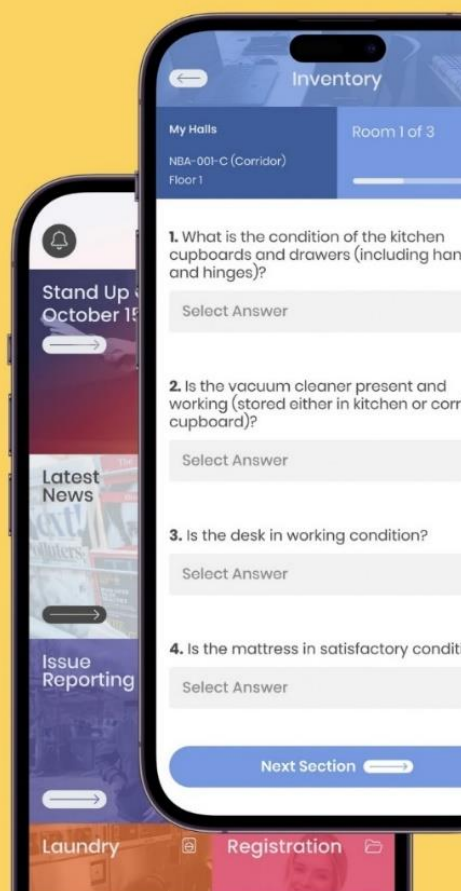 Inventory
My Halls
NBA-001-C (Corridor)
Floor 1
Room 1 of 3
1. What is the condition of the kitchen
cupboards and drawers (including han
and hinges)?
Select Answer
2. Is the vacuum cleaner present and
working (stored either in kitchen or corr
cupboard)?
Select Answer
3. Is the desk in working condition?
Select Answer
4. Is the mattress in satisfactory condit
Select Answer
Next Section
Stand Up
October 15
Latest
News
Issue
Reporting
Laundry
Registration